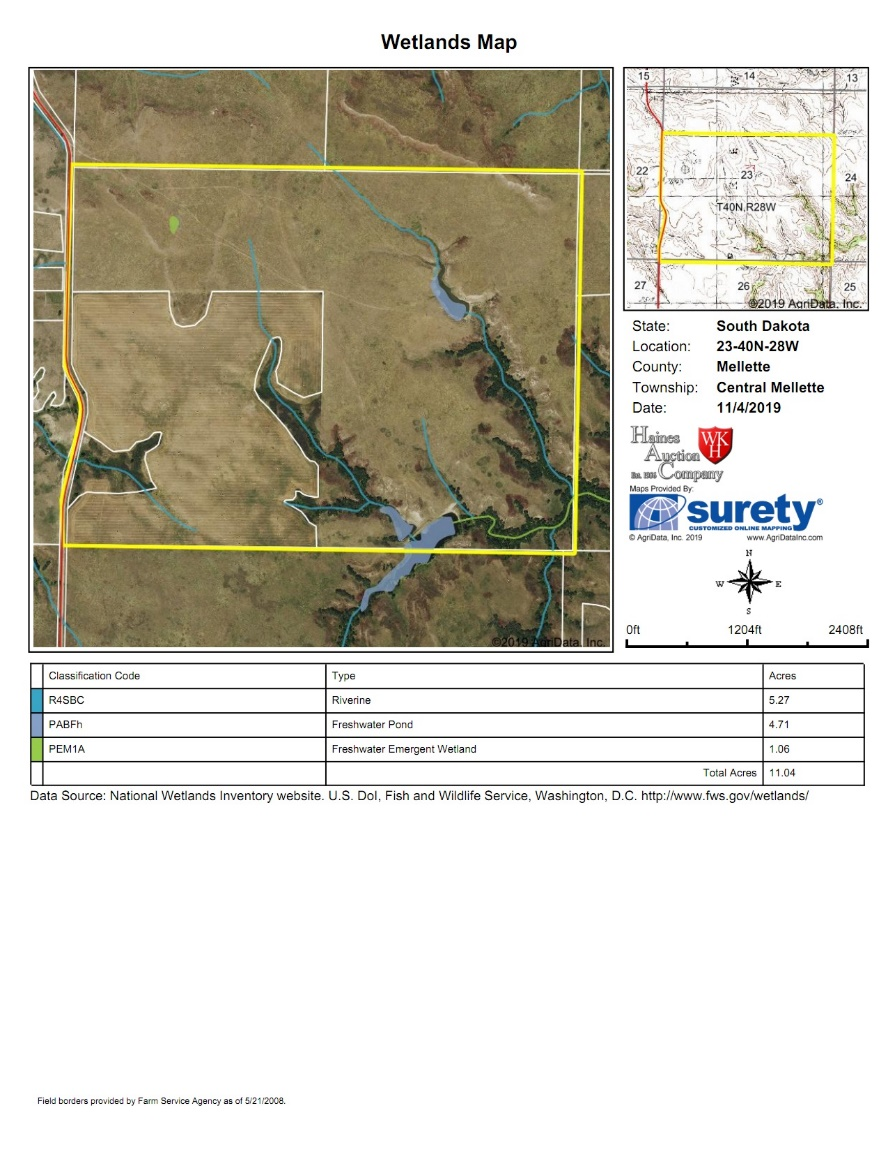 Wetlands Map
©2019 AgriData, Inc.
15 14 13
22 23 24
T40N,R28W
27 26 25
©2019 AgriData, Inc.
State: South Dakota
Location: 23-40N-28W
County: Mellette
Township: Central Mellette
Date: 11/4/2019
Haines
Auction
Est. 1986 Company
WK
H
Maps Provided By:
surety®
CUSTOMIZED ONLINE MAPPING
© AgriData, Inc. 2019 www.AgriDataInc.com
N
W E
S
0ft 1204ft 2408ft
Classification Code Type Acres
R4SBC Riverine 5.27
PABFh Freshwater Pond 4.71
PEM1A Freshwater Emergent Wetland 1.06
Total Acres 11.04
Data Source: National Wetlands Inventory website. U.S. DoI, Fish and Wildlife Service, Washington, D.C. http://www.fws.gov/wetlands/
Field borders provided by Farm Service Agency as of 5/21/2008.